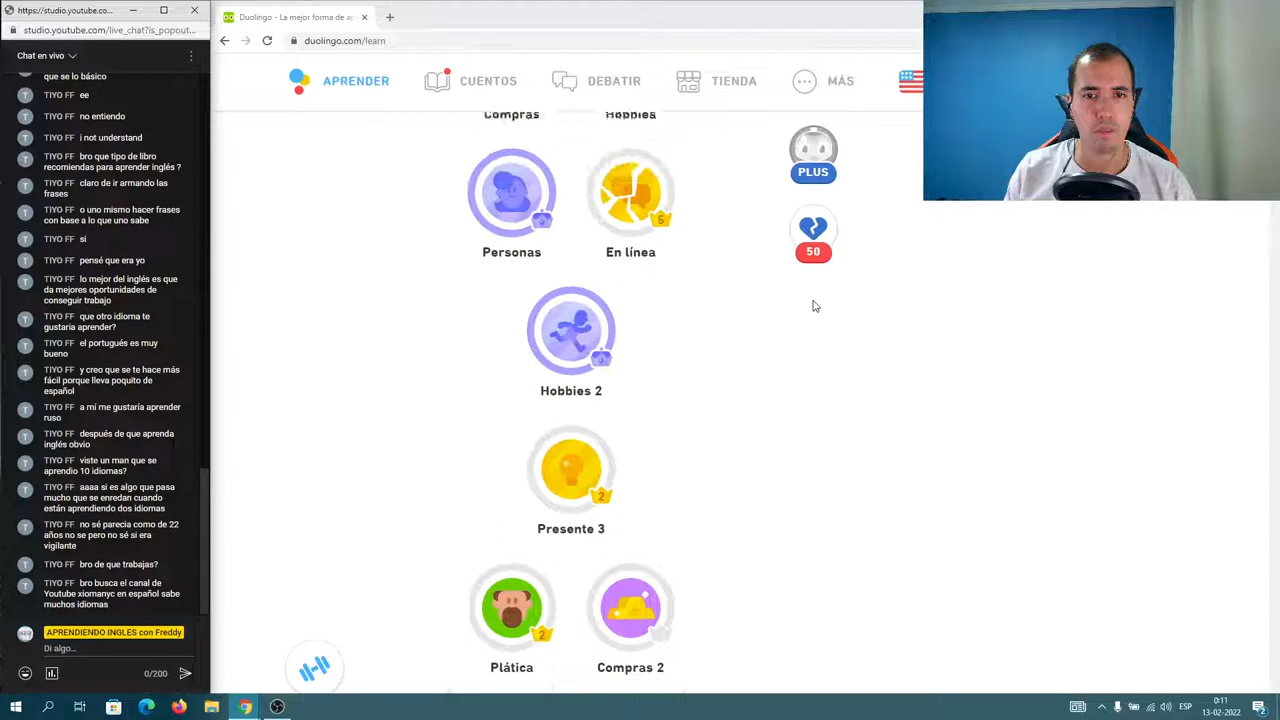 https://studio.youtube.co...
studio.youtube.com/live_chat?is_popout...
Chat en vivo
que se lo básico
TIYO FF ee
TIYO FF no entiendo
TIYO FF i not understand
TIYO FF bro que tipo de libro
recomiendas para aprender inglés ?
TIYO FF claro de ir armando las
frases
TIYO FF o uno mismo hacer frases
con base a lo que uno sabe
TIYO FF si
TIYO FF pensé que era yo
TIYO FF lo mejor del inglés es que
da mejores oportunidades de
conseguir trabajo
TIYO FF que otro idioma te
gustaria aprender?
TIYO FF el portugués es muy
bueno
TIYO FF y creo que se te hace más
fácil porque lleva poquito de
español
TIYO FF a mí me gustaría aprender
ruso
TIYO FF después de que aprenda
inglés obvio
TIYO FF viste un man que se
aprendio 10 idiomas?
TIYO FF aaaa si es algo que pasa
mucho que se enredan cuando
están aprendiendo dos idiomas
TIYO FF no sé parecia como de 22
años no se pero no sé si era
vigilante
TIYO FF bro de que trabajas?
TIYO FF bro busca el canal de
Youtube xiomanyc en español sabe
muchos idiomas
APRENDIENDO INGLES con Freddy
Di algo...
0/200
Duolingo - La mejor forma de a
duolingo.com/learn
APRENDER
CUENTOS
DEBATIR
TIENDA
MÁS
Compras
Hobbies
5
Personas
En línea
PLUS
50
Hobbies 2
2
Presente 3
2
Plática
Compras 2
ESP
0:11
13-02-2022
2